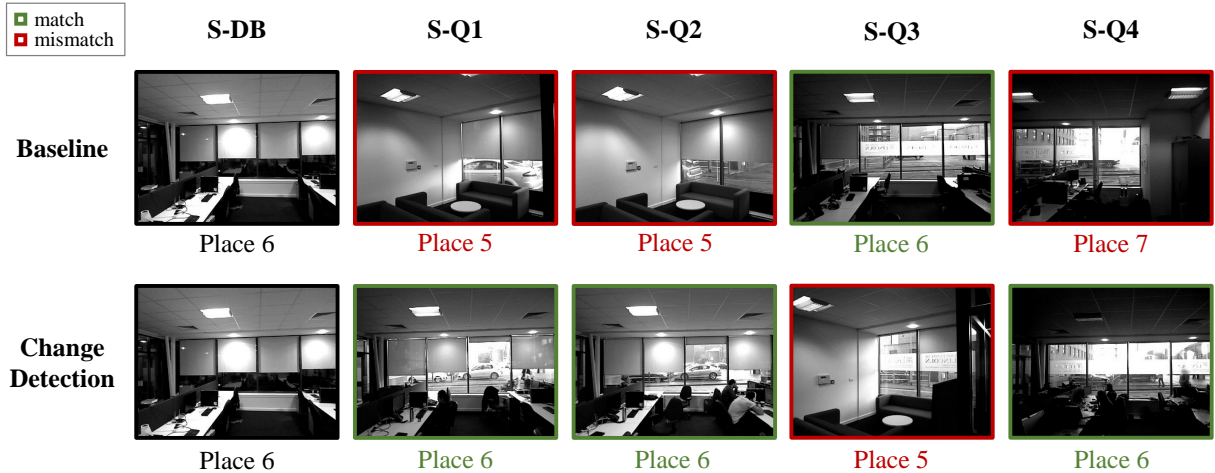 match
mismatch
S-DB S-Q1 S-Q2 S-Q3 S-Q4
Baseline
Place 6 Place 5 Place 5 Place 6 Place 7
Change
Detection
Place 6 Place 6 Place 6 Place 5 Place 6